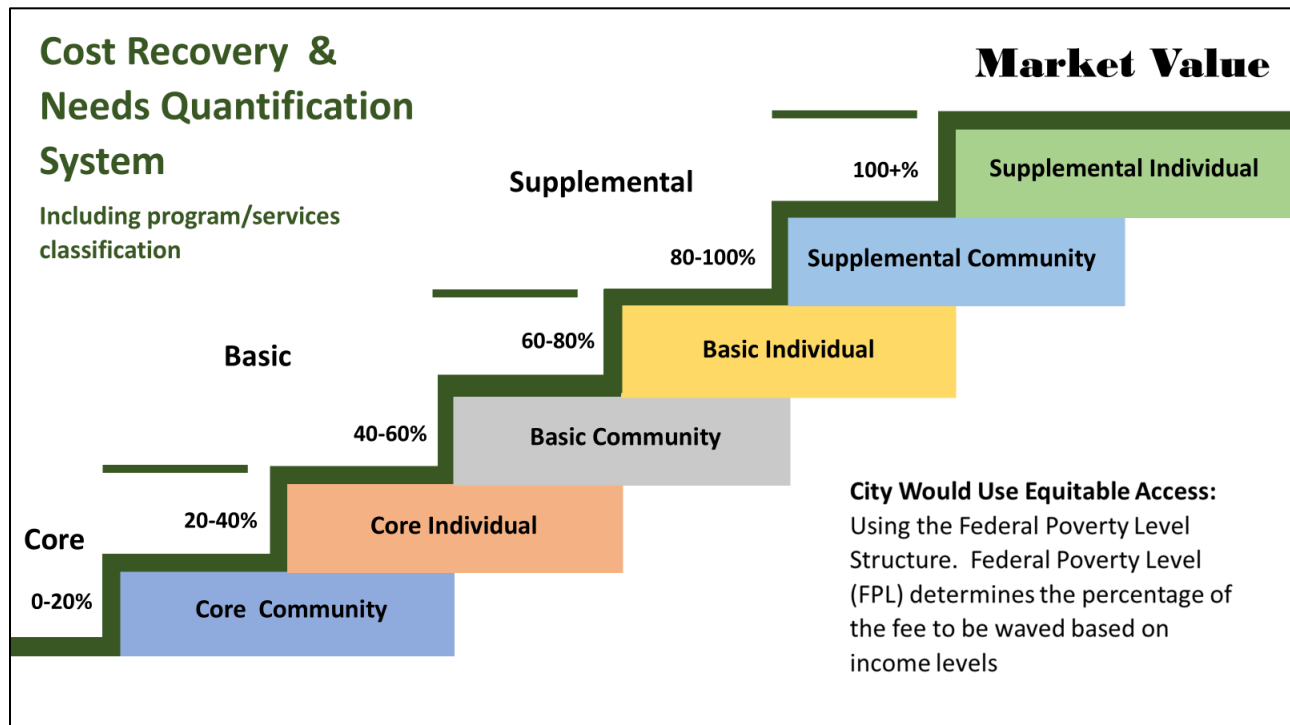 Cost Recovery &
Needs Quantification
System
Including program/services
classification
Market Value
100+%
Supplemental Individual
Supplemental
80-100%
Supplemental Community
60-80%
Basic Individual
Basic
40-60%
Basic Community
20-40%
Core Individual
Core
0-20%
Core Community
City Would Use Equitable Access:
Using the Federal Poverty Level
Structure. Federal Poverty Level
(FPL) determines the percentage of
the fee to be waved based on
income levels